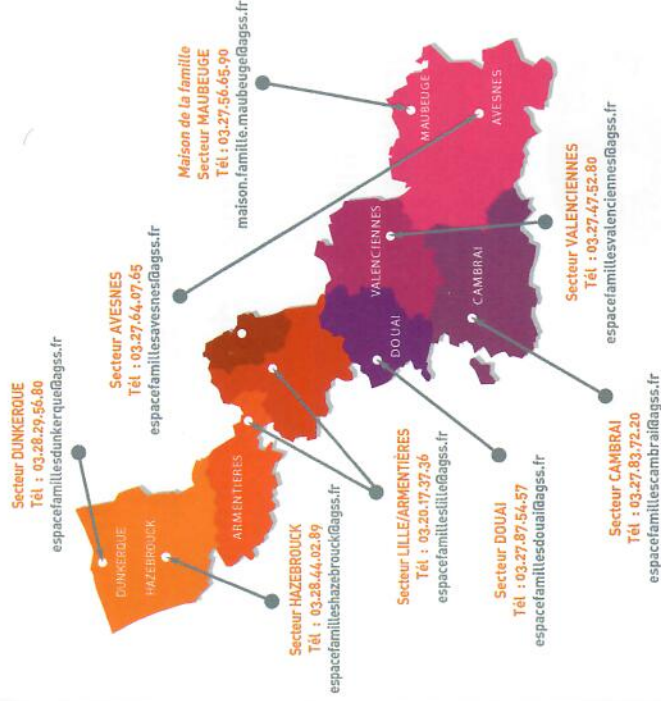 Secteur DUNKERQUE
Tél : 03.28.29.56.80
espacefamillesdunkerque@agss.fr
Secteur AVESNES
Tél : 03.27.64.07.65
espacefamillesavesnes@agss.fr
Maison de la famille
Secteur MAUBEUGE
Tél : 03.27.56.65.90
maison.famille.maubeuge@agss.fr
DUNKERQUE
HAZEBROUCK
ARMENTIERES
VALENCIENNES
DOUAI
CAMBRAI
MAUBEUGE
AVESNES
Secteur HAZEBROUCK
Tél : 03.28.44.02.89
espacefamilleshazebrouck@agss.fr
Secteur LILLE/ARMENTIÈRES
Tél : 03.20.17.37.36
espacefamilleslille@agss.fr
Secteur DOUAI
Tél : 03.27.87.54.57
espacefamillesdouai@agss.fr
Secteur CAMBRAI
Tél : 03.27.83.72.20
espacefamillescambrai@agss.fr
Secteur VALENCIENNES
Tél : 03.27.47.52.80
espacefamillesvalenciennes@agss.fr